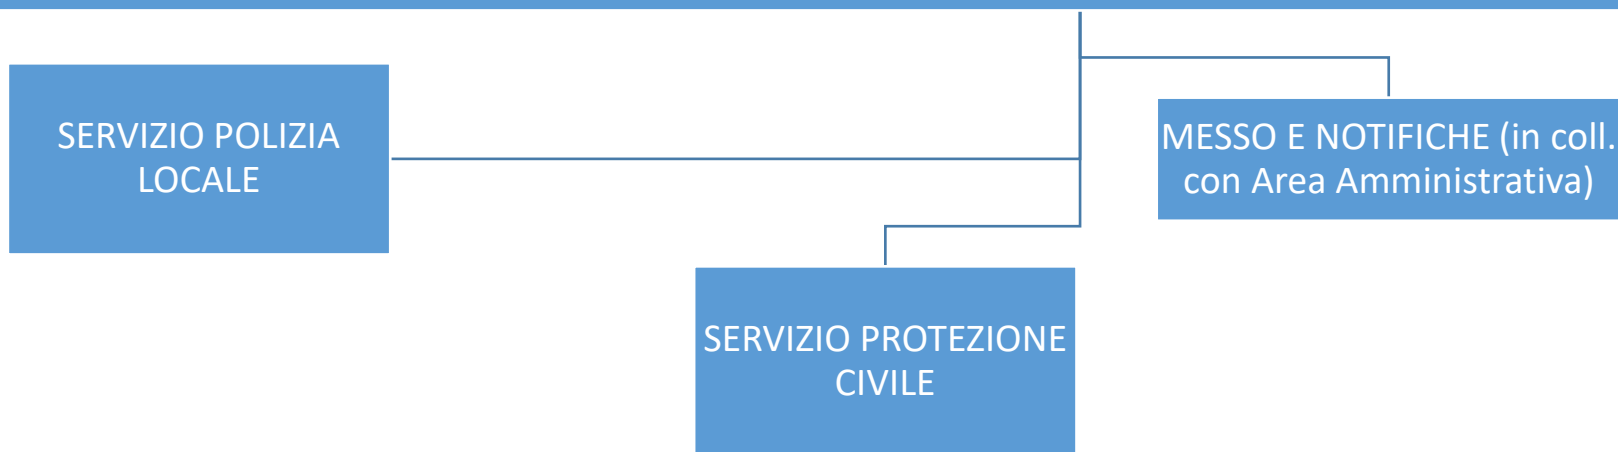 SERVIZIO POLIZIA
LOCALE
MESSO E NOTIFICHE (in coll.
con Area Amministrativa)
SERVIZIO PROTEZIONE
CIVILE